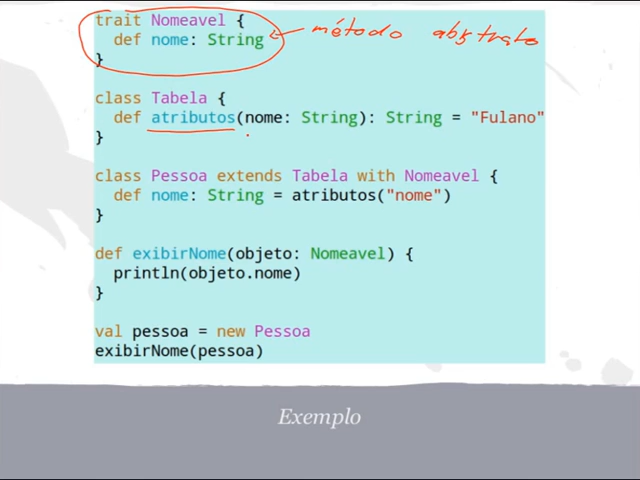 trait Nomeavel {
  def nome: String método abstrato
}
class Tabela {
  def atributos(nome: String): String = "Fulano"
}
class Pessoa extends Tabela with Nomeavel {
  def nome: String = atributos("nome")
}
def exibirNome(objeto: Nomeavel) {
  println(objeto.nome)
}
val pessoa = new Pessoa
exibirNome(pessoa)
Exemplo